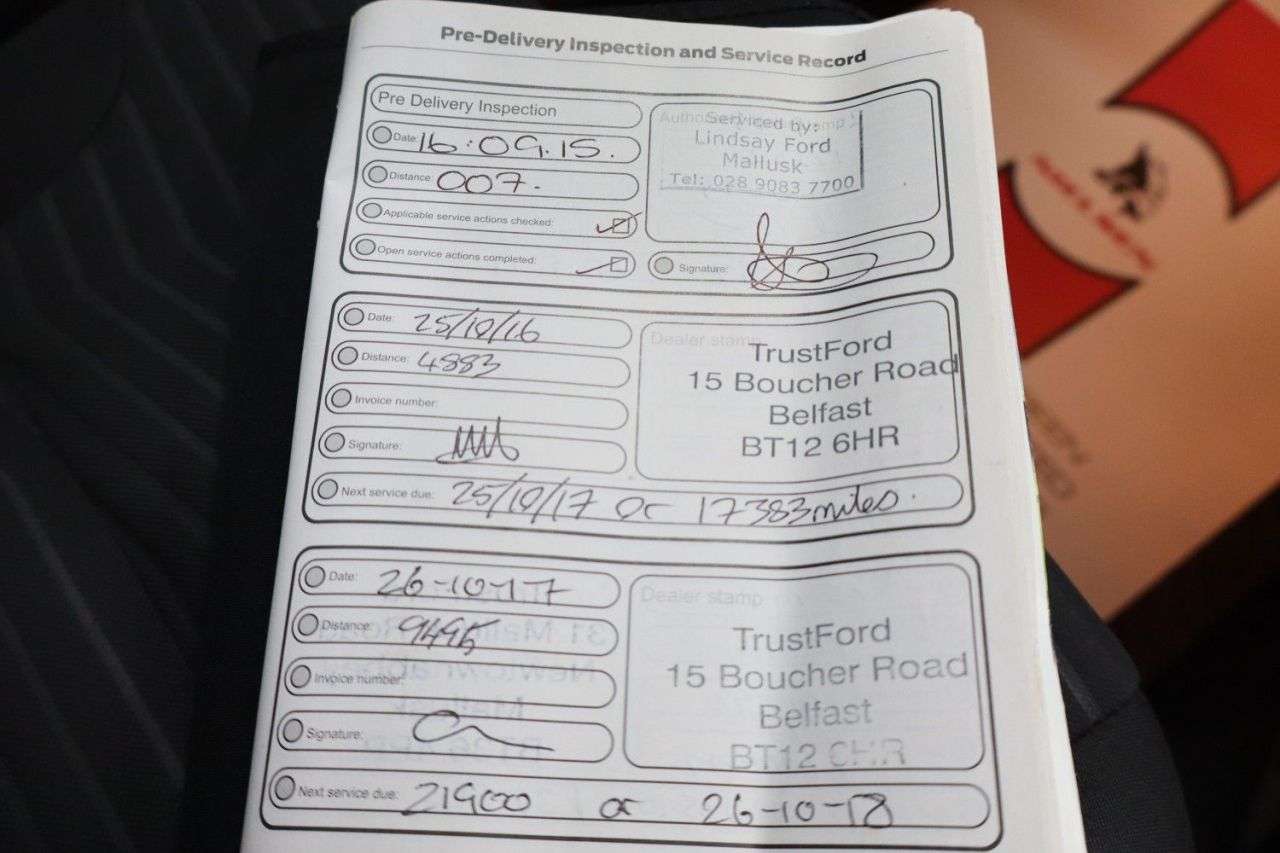 Pre-Delivery Inspection and Service Record
Pre Delivery Inspection
Date: 16.09.15.
Distance: 007.
Applicable service actions checked:
Open service actions completed:
Serviced by:
Lindsay Ford
Mallusk
Tel: 028 9083 7700
Signature:
Date: 25/10/16
Distance: 4883
Invoice number:
Signature:
Dealer stamp
TrustFord
15 Boucher Road
Belfast
BT12 6HR
Next service due: 25/10/17 or 17383 miles.
Date: 26-10-17
Distance: 9495
Invoice number:
Signature:
Dealer stamp
TrustFord
15 Boucher Road
Belfast
BT12 6HR
Next service due: 21900 or 26-10-18